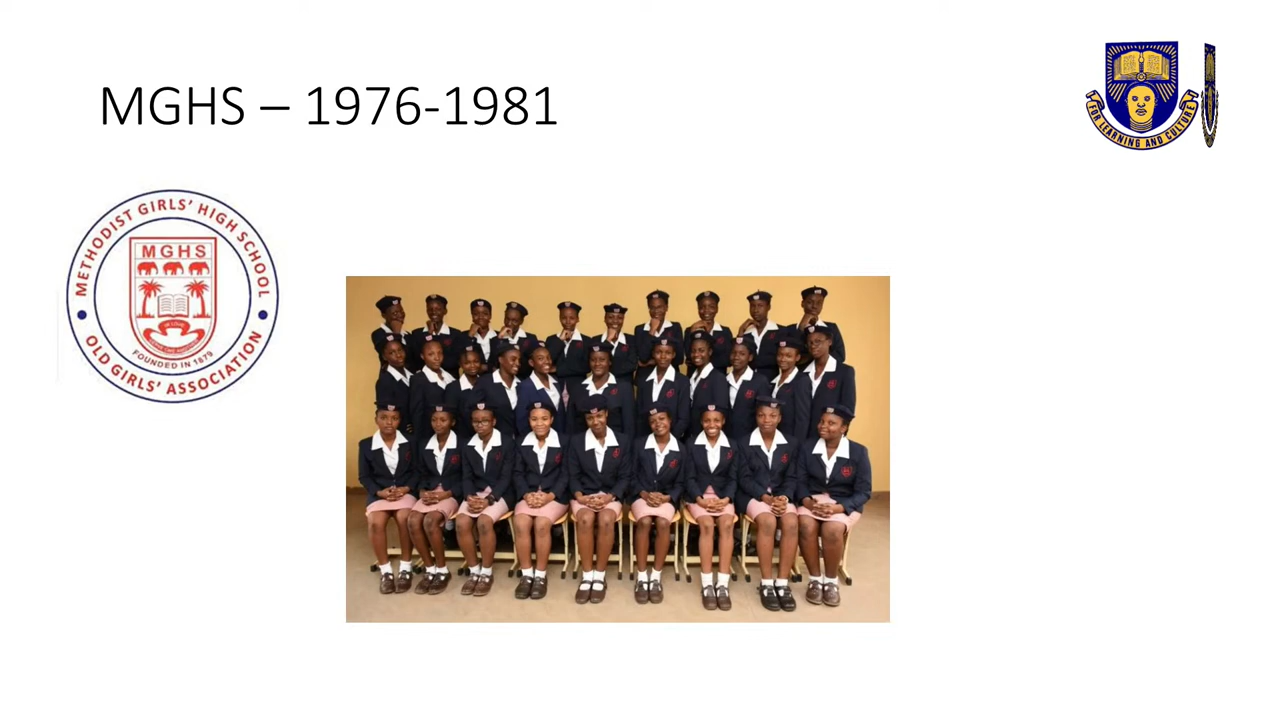 MGHS – 1976-1981
FOR LEARNING AND CULTURE
METHODIST GIRLS' HIGH SCHOOL
MGHS
FOUNDED IN 1879
OLD GIRLS' ASSOCIATION